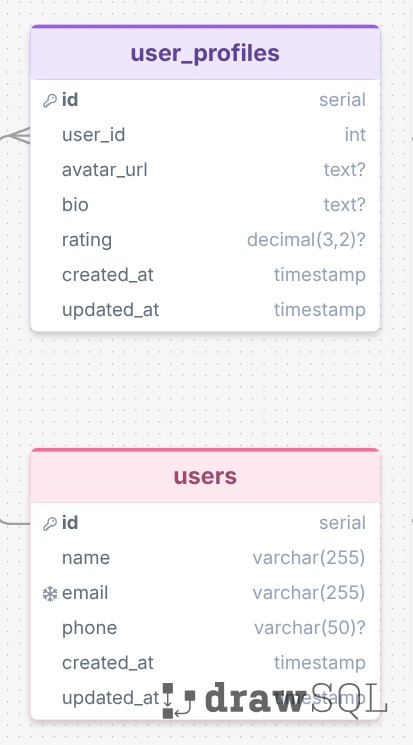 user_profiles
id serial
user_id int
avatar_url text?
bio text?
rating decimal(3,2)?
created_at timestamp
updated_at timestamp
users
id serial
name varchar(255)
email varchar(255)
phone varchar(50)?
created_at timestamp
updated_at timestamp
drawSQL